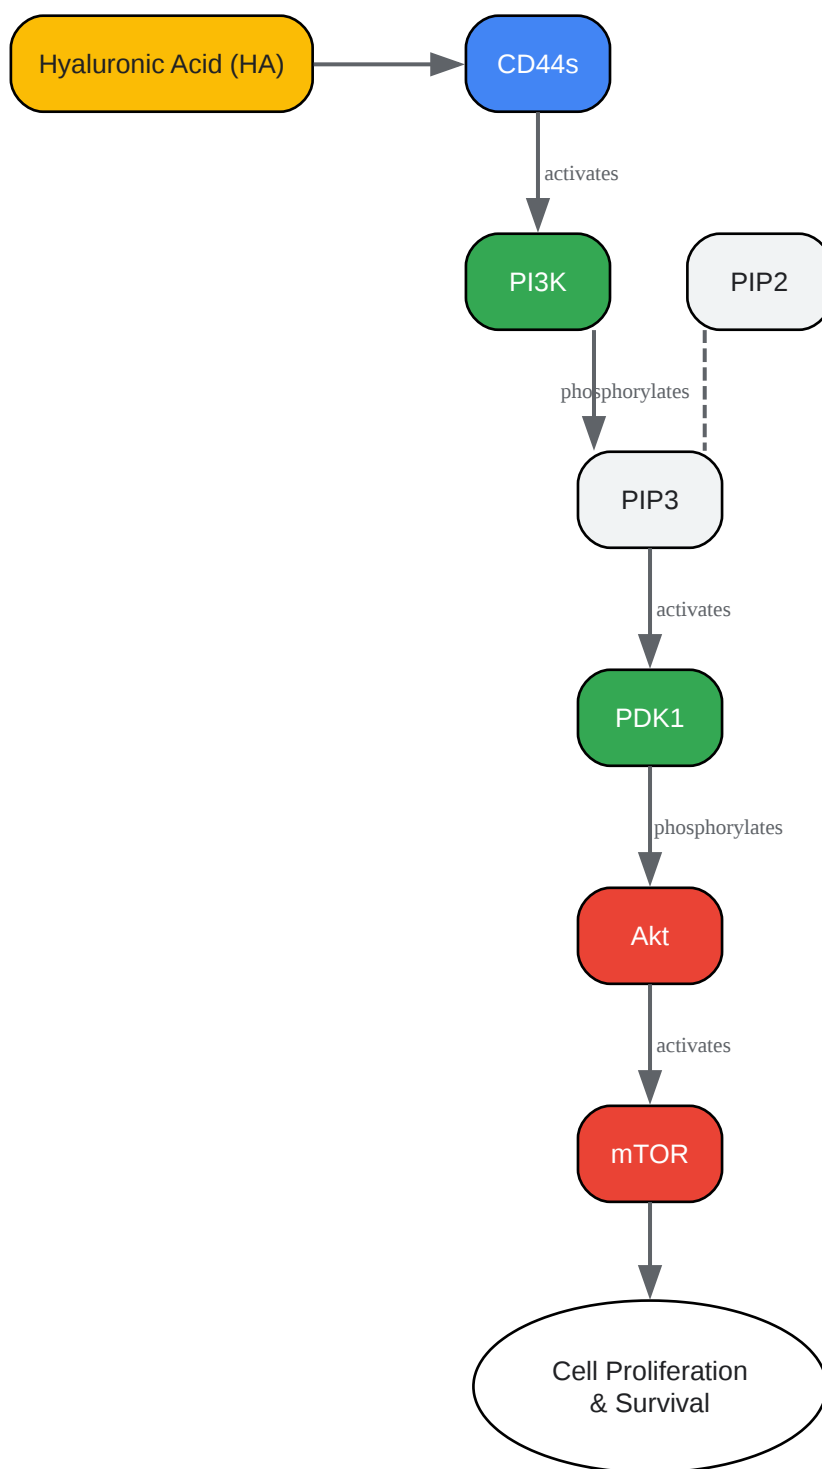 Hyaluronic Acid (HA)
CD44s
activates
PI3K
PIP2
phosphorylates
PIP3
activates
PDK1
phosphorylates
Akt
activates
mTOR
Cell Proliferation
& Survival